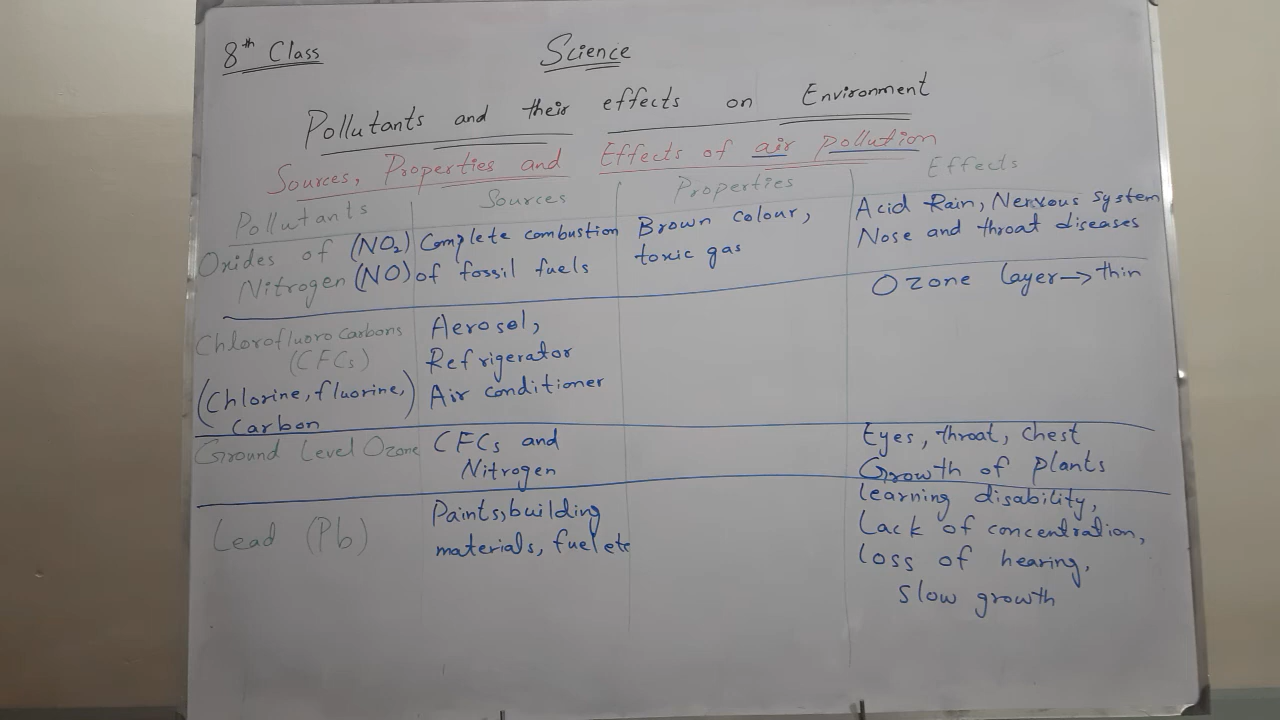 8th Class
Science
Pollutants and their effects on Environment
Sources, Properties and Effects of air Pollution
Pollutants
Sources
Properties
Effects
Oxides of (NO2)
Nitrogen (NO)
Complete combustion
of fossil fuels
Brown colour,
toxic gas
Acid Rain, Nervous system
Nose and throat diseases
Chlorofluoro carbons
(CFCs)
(Chlorine, fluorine,)
Carbon
Aerosel,
Refrigerator
Air conditioner
Ozone layer → thin
Ground Level Ozone
CFCs and
Nitrogen
Eyes, throat, chest
Growth of plants
Lead (Pb)
Paints, building
materials, fuel etc
learning disability,
Lack of concentration,
loss of hearing,
slow growth